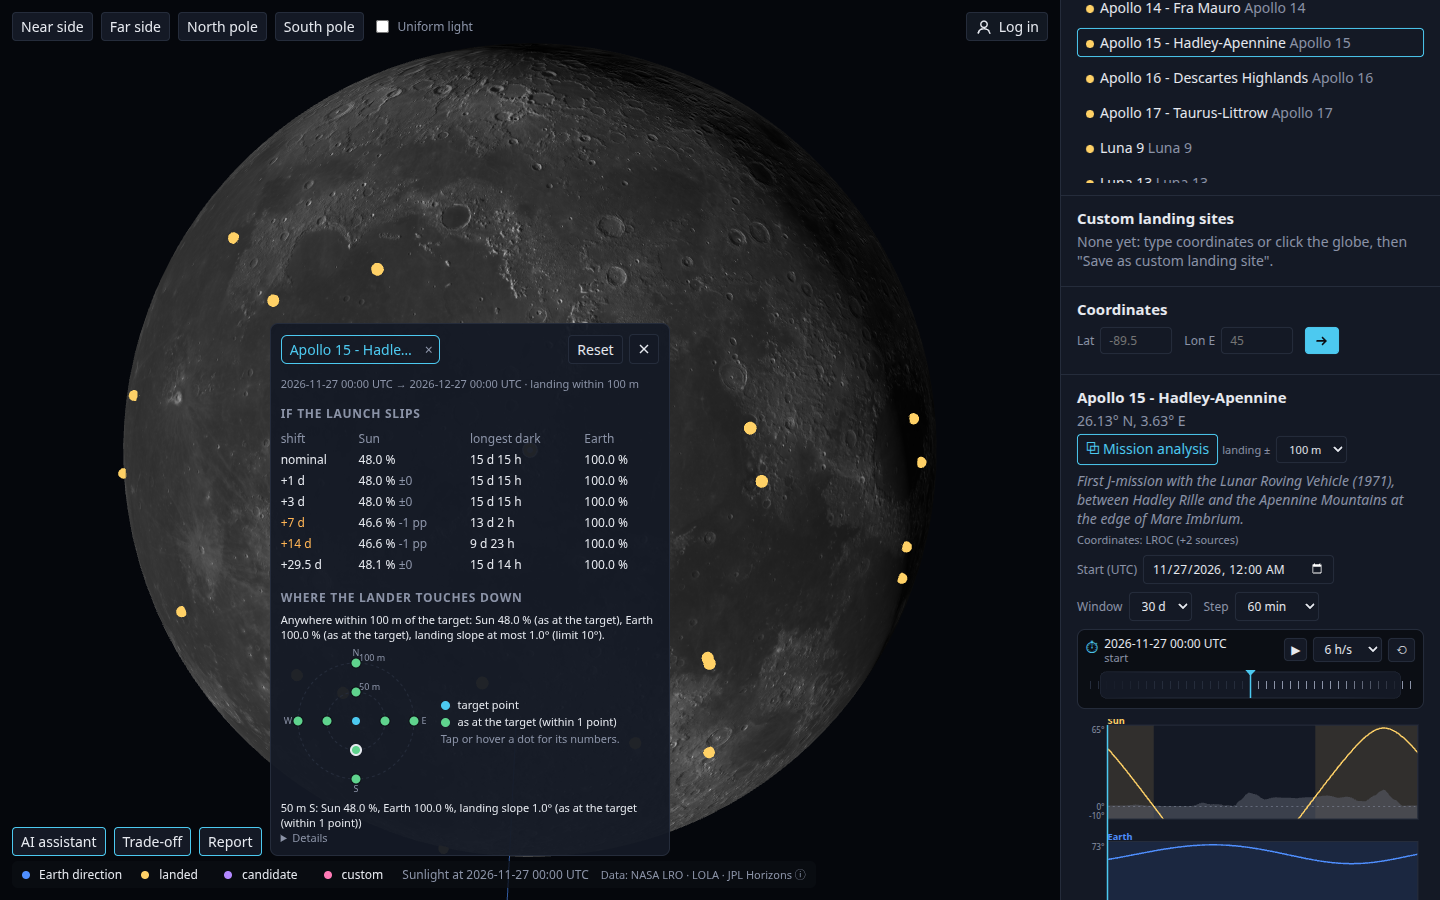 Near side Far side North pole South pole Uniform light Log in
Apollo 14 - Fra Mauro Apollo 14
Apollo 15 - Hadley-Apennine Apollo 15
Apollo 16 - Descartes Highlands Apollo 16
Apollo 17 - Taurus-Littrow Apollo 17
Luna 9 Luna 9
Luna 13 Luna 13
Custom landing sites
None yet: type coordinates or click the globe, then
"Save as custom landing site".
Coordinates
Lat -89.5 Lon E 45 →
Apollo 15 - Hadley-Apennine
26.13° N, 3.63° E
Mission analysis landing ± 100 m
First J-mission with the Lunar Roving Vehicle (1971),
between Hadley Rille and the Apennine Mountains at
the edge of Mare Imbrium.
Coordinates: LROC (+2 sources)
Start (UTC) 11/27/2026, 12:00 AM
Window 30 d Step 60 min
2026-11-27 00:00 UTC
start
6 h/s
Sun
65°
0°
-10°
Earth
73°
Apollo 15 - Hadle... × Reset ×
2026-11-27 00:00 UTC → 2026-12-27 00:00 UTC · landing within 100 m
IF THE LAUNCH SLIPS
shift Sun longest dark Earth
nominal 48.0 % 15 d 15 h 100.0 %
+1 d 48.0 % ±0 15 d 15 h 100.0 %
+3 d 48.0 % ±0 15 d 15 h 100.0 %
+7 d 46.6 % -1 pp 13 d 2 h 100.0 %
+14 d 46.6 % -1 pp 9 d 23 h 100.0 %
+29.5 d 48.1 % ±0 15 d 14 h 100.0 %
WHERE THE LANDER TOUCHES DOWN
Anywhere within 100 m of the target: Sun 48.0 % (as at the target), Earth
100.0 % (as at the target), landing slope at most 1.0° (limit 10°).
N 100 m
50 m
W E
S
target point
as at the target (within 1 point)
Tap or hover a dot for its numbers.
50 m S: Sun 48.0 %, Earth 100.0 %, landing slope 1.0° (as at the target
(within 1 point))
Details
AI assistant Trade-off Report
Earth direction landed candidate custom Sunlight at 2026-11-27 00:00 UTC Data: NASA LRO · LOLA · JPL Horizons ⓘ